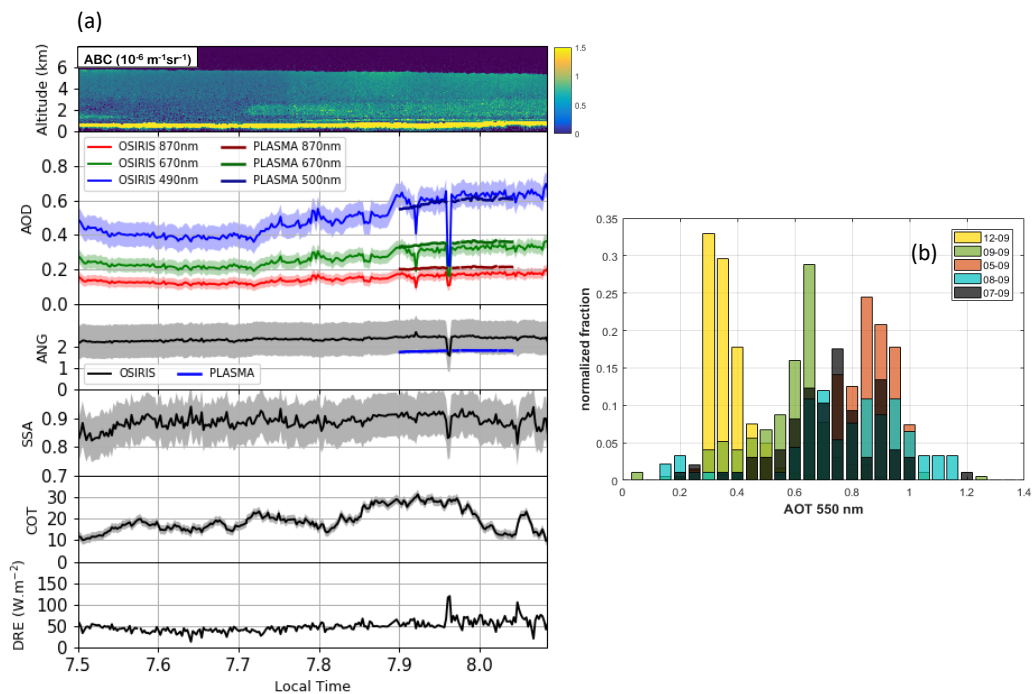 (a)
ABC (10⁻⁶ m⁻¹sr⁻¹)
Altitude (km)
6
4
2
0
1.5
1
0.5
0
OSIRIS 870nm PLASMA 870nm
OSIRIS 670nm PLASMA 670nm
OSIRIS 490nm PLASMA 500nm
AOD
0.8
0.6
0.4
0.2
0.0
ANG
2
1
0
OSIRIS PLASMA
SSA
0.9
0.8
0.7
COT
30
20
10
0
DRE (W.m⁻²)
150
100
50
0
7.5 7.6 7.7 7.8 7.9 8.0
Local Time
(b)
12-09
09-09
05-09
08-09
07-09
normalized fraction
0.35
0.3
0.25
0.2
0.15
0.1
0.05
0
0 0.2 0.4 0.6 0.8 1 1.2 1.4
AOT 550 nm